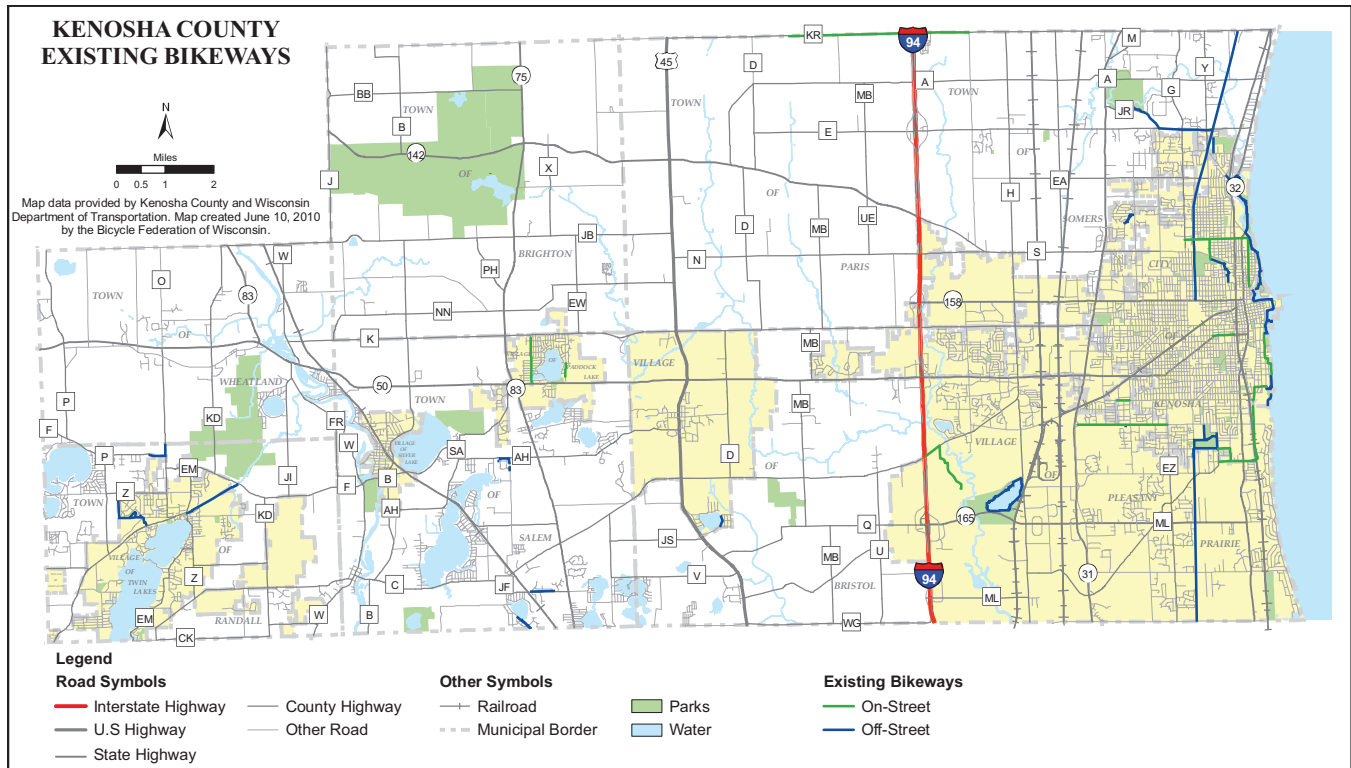 KENOSHA COUNTY
EXISTING BIKEWAYS
N
Miles
0 0.5 1 2
Map data provided by Kenosha County and Wisconsin
Department of Transportation. Map created June 10, 2010
by the Bicycle Federation of Wisconsin.
KR
94
M
75
45
D
A
A
Y
BB
TOWN
TOWN
MB
TOWN
G
JR
B
E
142
OF
X
OF
OF
J
H
EA
32
UE
SOMERS
D
MB
JB
W
BRIGHTON
S
N
PARIS
CITY
PH
O
TOWN
83
EW
158
NN
OF
K
MB
OF
VILLAGE
OF
PADDOCK
LAKE
VILLAGE
WHEATLAND
50
TOWN
83
P
MB
KENOSHA
KD
FR
F
W
VILLAGE
OF
SILVER
LAKE
SA
AH
D
VILLAGE
P
EM
OF
OF
OF
EZ
JI
F
B
TOWN
Z
AH
PLEASANT
KD
165
Q
ML
VILLAGE
OF
SALEM
JS
MB
U
PRAIRIE
OF
TWIN
LAKES
Z
C
JF
V
BRISTOL
94
31
ML
EM
RANDALL
W
B
WG
CK
Legend
Road Symbols
Other Symbols
Existing Bikeways
Interstate Highway
County Highway
Railroad
Parks
On-Street
U.S Highway
Other Road
Municipal Border
Water
Off-Street
State Highway